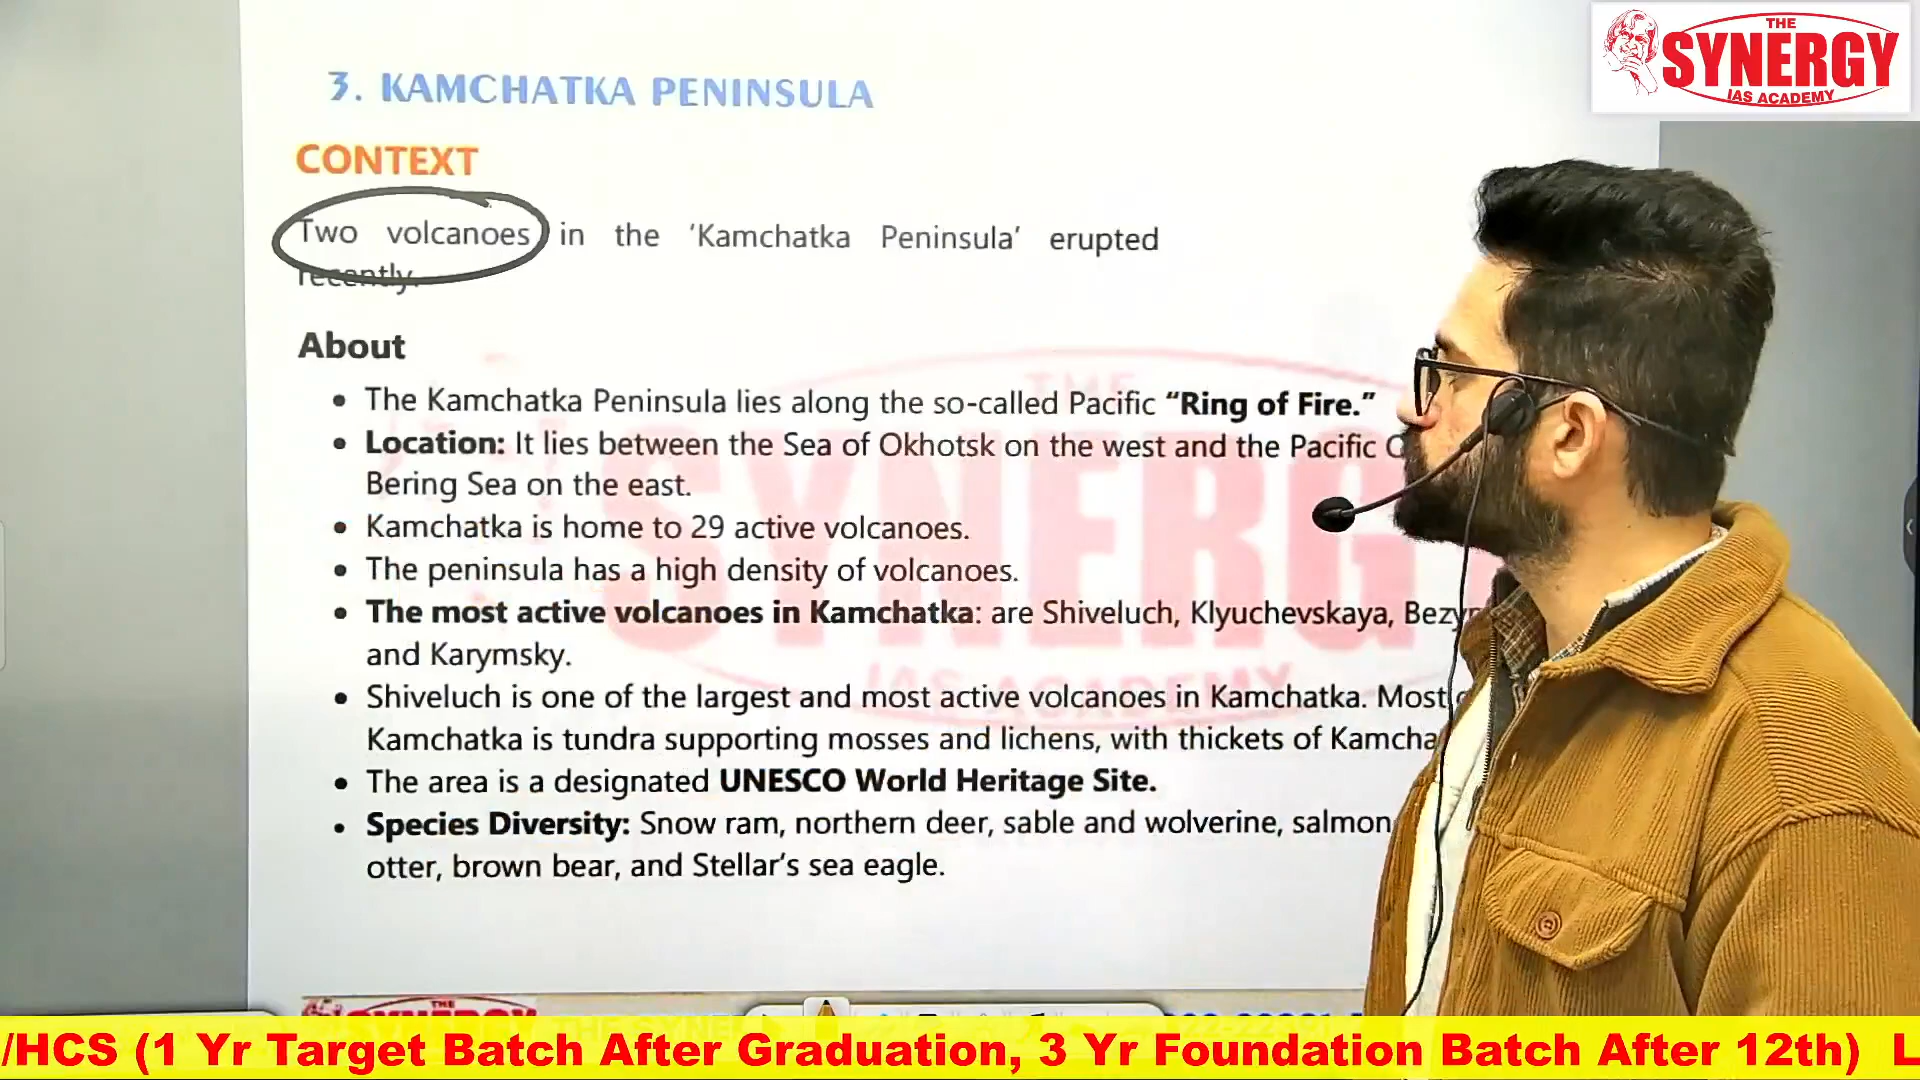 THE
SYNERGY
IAS ACADEMY
3. KAMCHATKA PENINSULA
CONTEXT
Two volcanoes in the ‘Kamchatka Peninsula’ erupted
recently.
About
• The Kamchatka Peninsula lies along the so-called Pacific “Ring of Fire.”
• Location: It lies between the Sea of Okhotsk on the west and the Pacific
Bering Sea on the east.
• Kamchatka is home to 29 active volcanoes.
• The peninsula has a high density of volcanoes.
• The most active volcanoes in Kamchatka: are Shiveluch, Klyuchevskaya,
and Karymsky.
• Shiveluch is one of the largest and most active volcanoes in Kamchatka. Most
Kamchatka is tundra supporting mosses and lichens, with thickets of
• The area is a designated UNESCO World Heritage Site.
• Species Diversity: Snow ram, northern deer, sable and wolverine, salmon
otter, brown bear, and Stellar’s sea eagle.
THE
SYNERG
IAS ACADEMY
/HCS (1 Yr Target Batch After Graduation, 3 Yr Foundation Batch After 12th) L